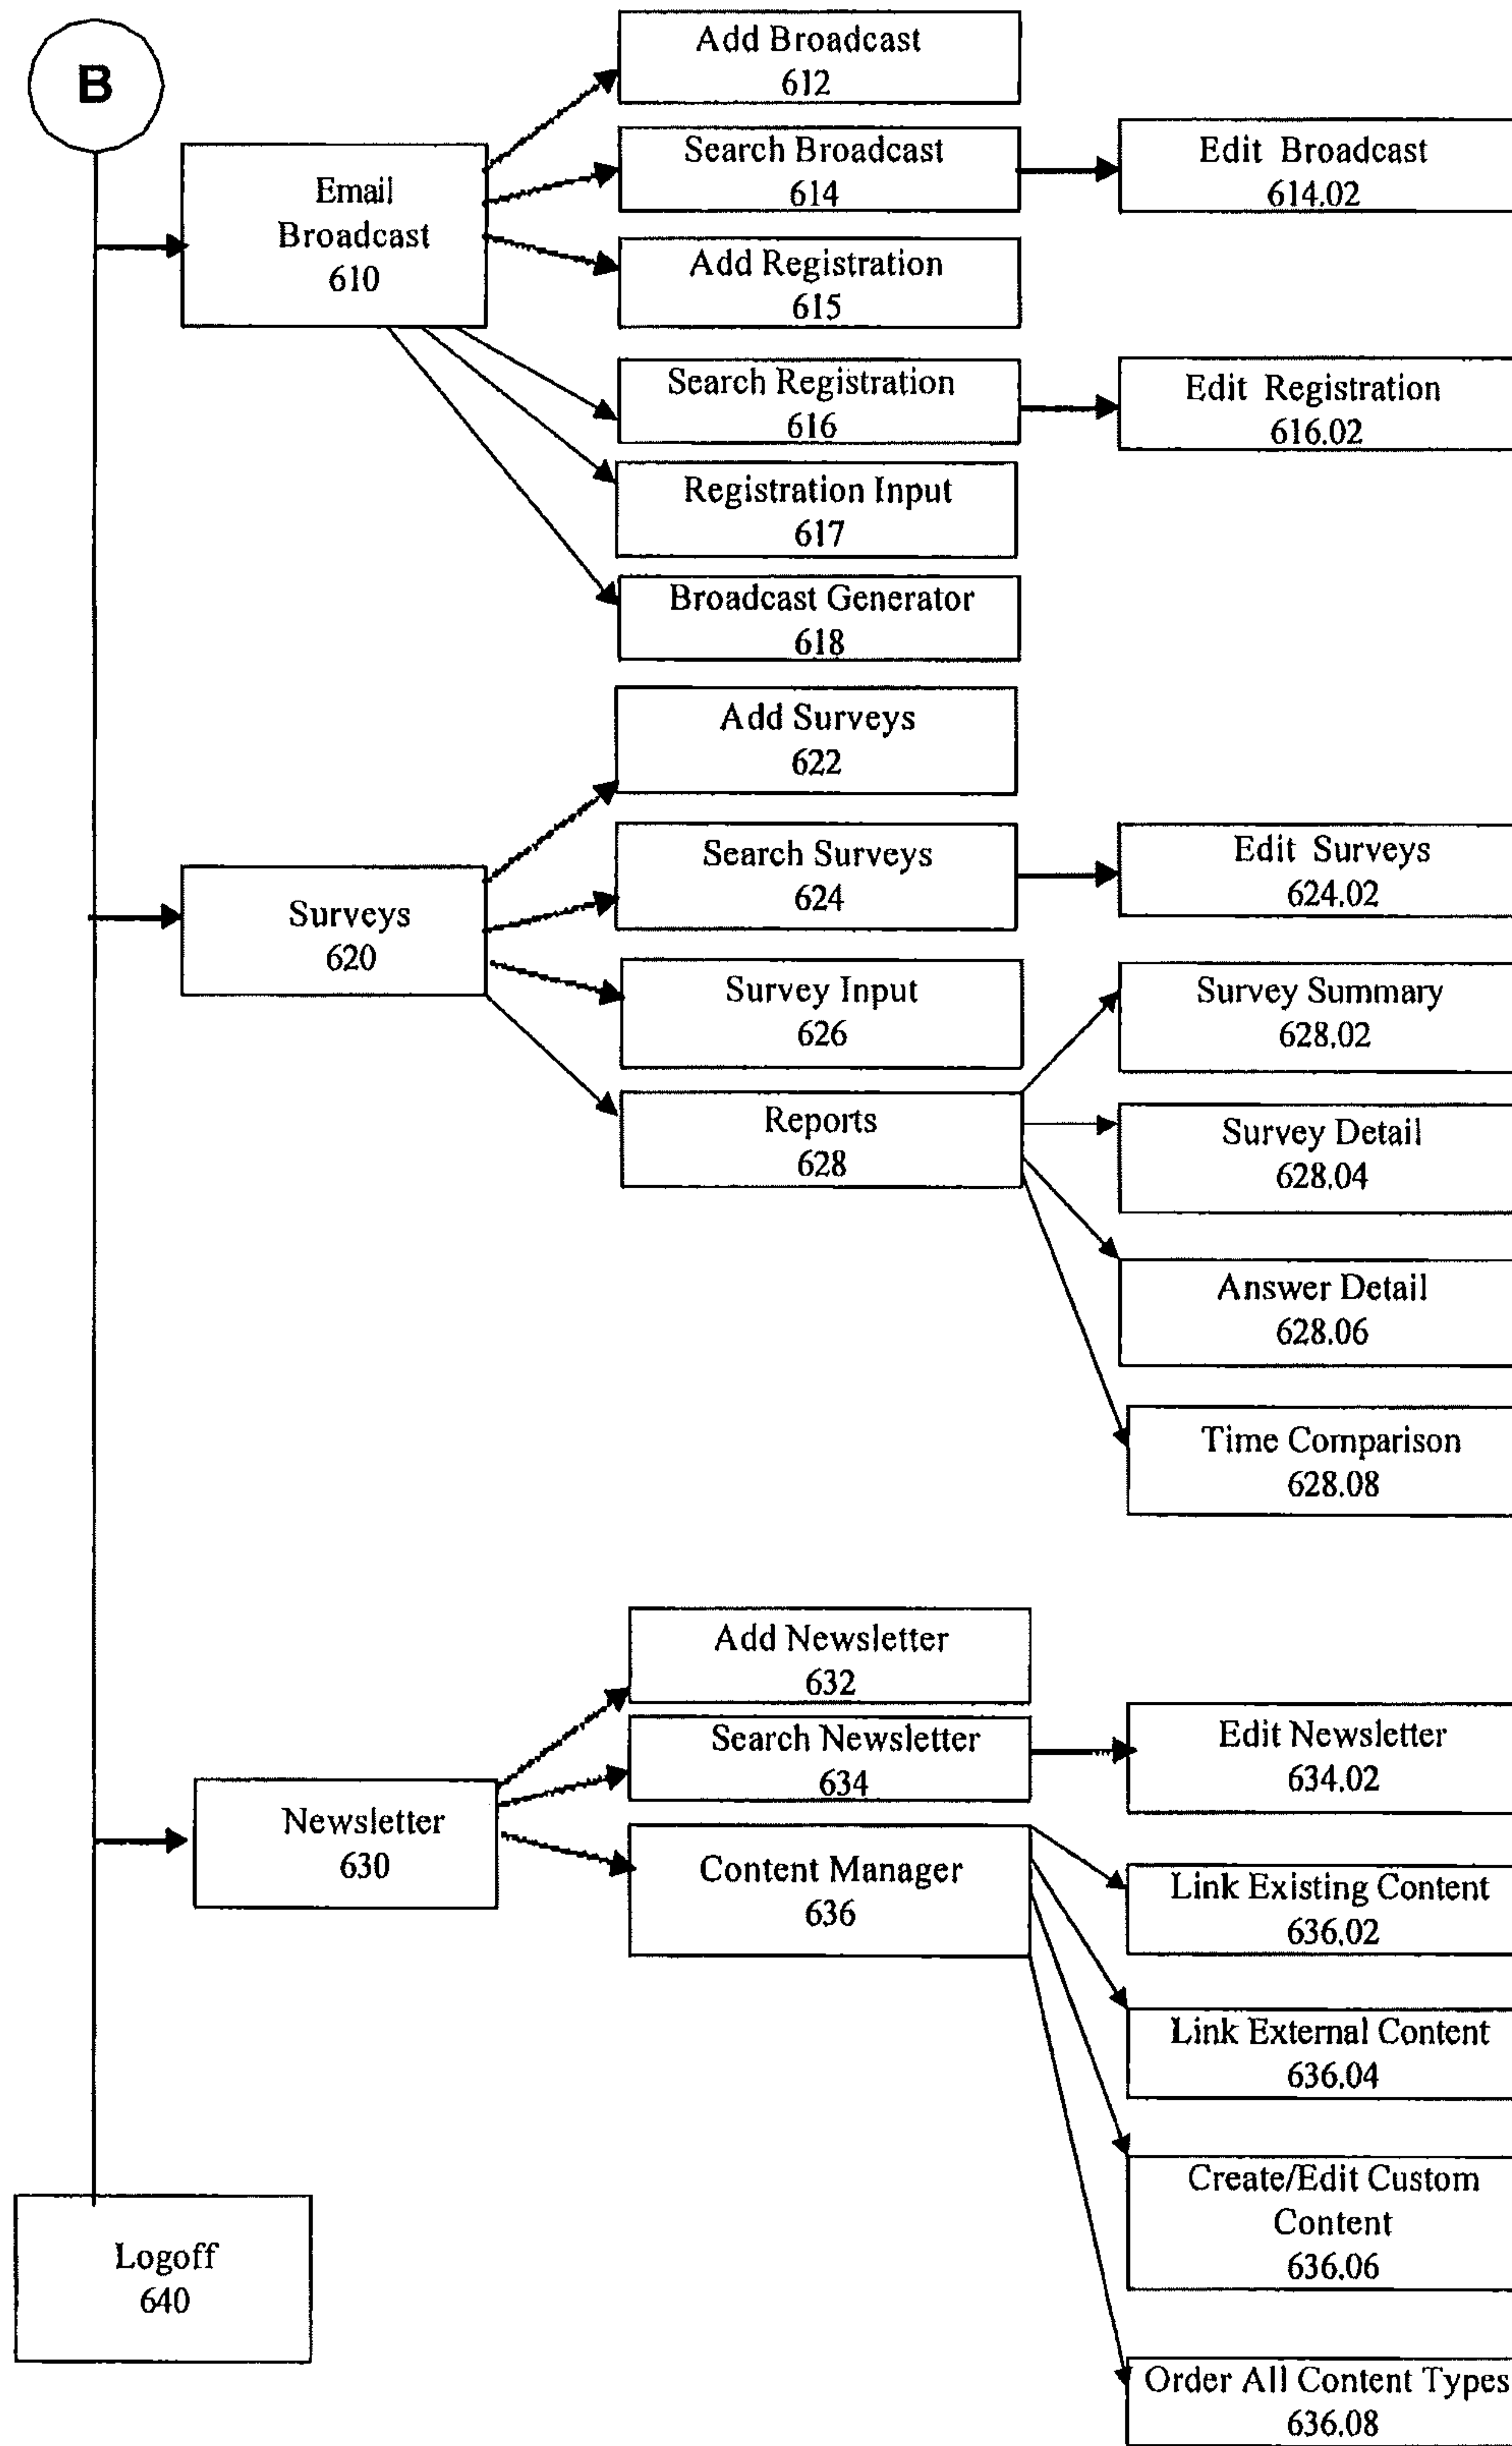 B
Email
Broadcast
610
Add Broadcast
612
Search Broadcast
614
Edit Broadcast
614.02
Add Registration
615
Search Registration
616
Edit Registration
616.02
Registration Input
617
Broadcast Generator
618
Surveys
620
Add Surveys
622
Search Surveys
624
Edit Surveys
624.02
Survey Input
626
Reports
628
Survey Summary
628.02
Survey Detail
628.04
Answer Detail
628.06
Time Comparison
628.08
Newsletter
630
Add Newsletter
632
Search Newsletter
634
Edit Newsletter
634.02
Content Manager
636
Link Existing Content
636.02
Link External Content
636.04
Create/Edit Custom
Content
636.06
Order All Content Types
636.08
Logoff
640